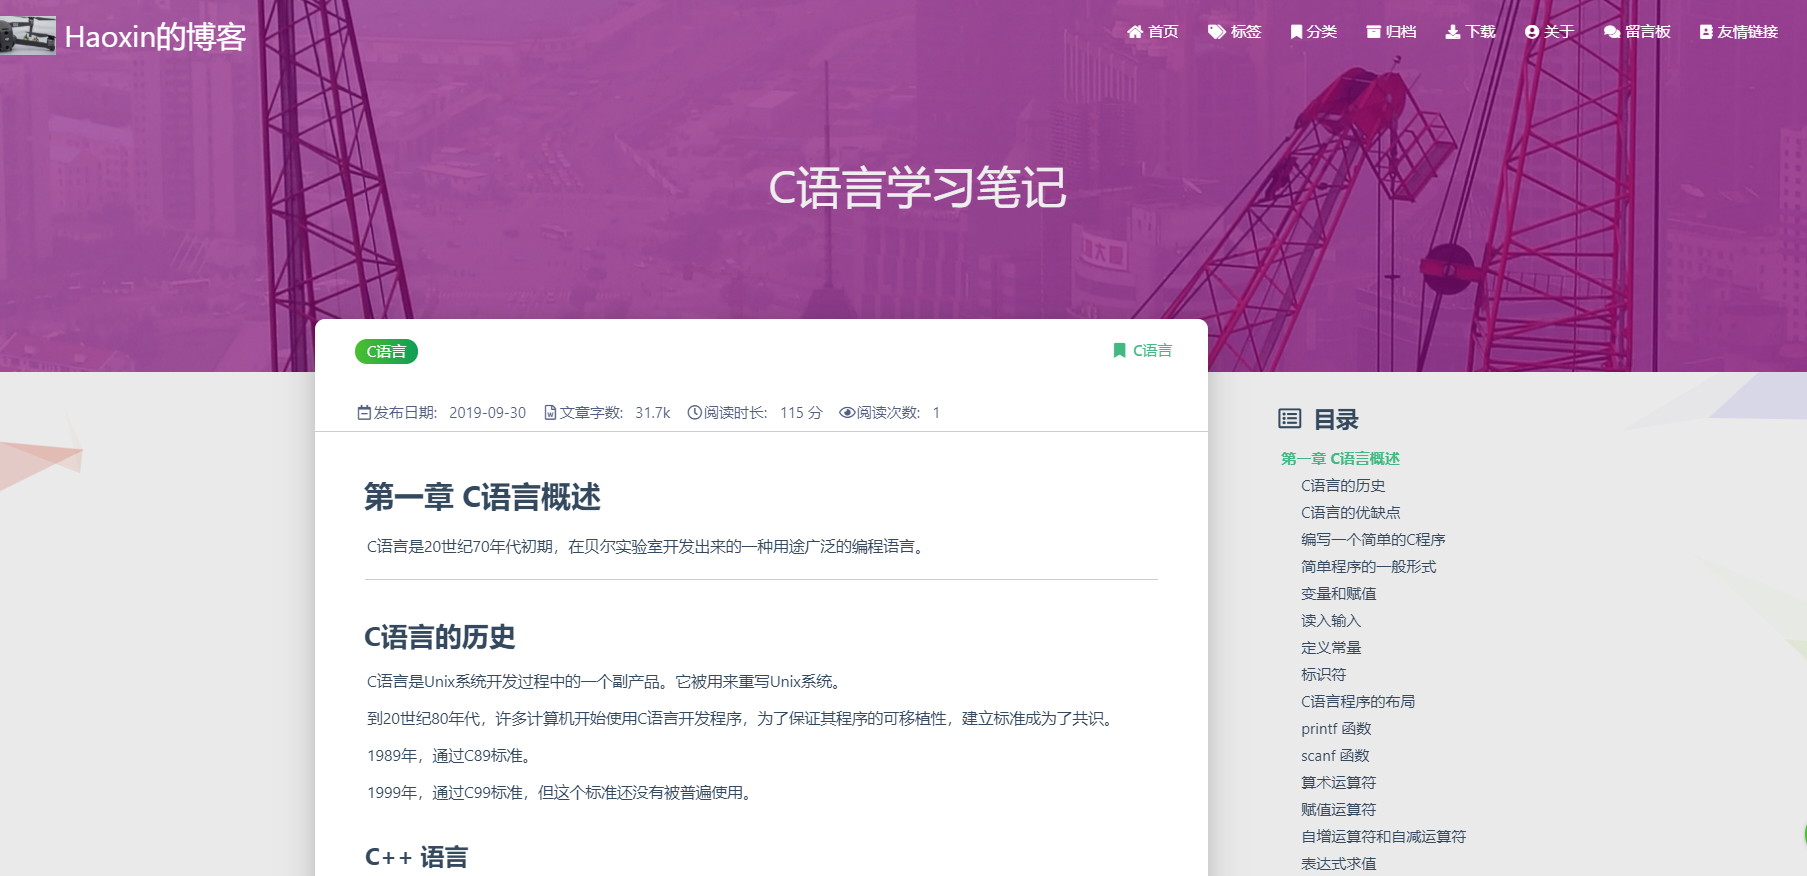 Haoxin的博客
首页 标签 分类 归档 下载 关于 留言板 友情链接
C语言学习笔记
C语言
C语言
发布日期: 2019-09-30 文章字数: 31.7k 阅读时长: 115 分 阅读次数: 1
第一章 C语言概述
C语言是20世纪70年代初期，在贝尔实验室开发出来的一种用途广泛的编程语言。
C语言的历史
C语言是Unix系统开发过程中的一个副产品。它被用来重写Unix系统。
到20世纪80年代，许多计算机开始使用C语言开发程序，为了保证其程序的可移植性，建立标准成为了共识。
1989年，通过C89标准。
1999年，通过C99标准，但这个标准还没有被普遍使用。
C++ 语言
目录
第一章 C语言概述
C语言的历史
C语言的优缺点
编写一个简单的C程序
简单程序的一般形式
变量和赋值
读入输入
定义常量
标识符
C语言程序的布局
printf 函数
scanf 函数
算术运算符
赋值运算符
自增运算符和自减运算符
表达式求值